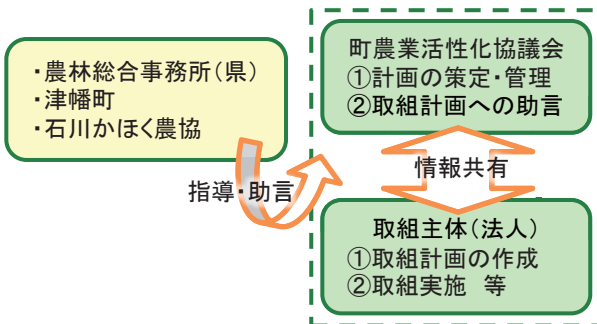 ・農林総合事務所(県)
・津幡町
・石川かほく農協
指導・助言
町農業活性化協議会
①計画の策定・管理
②取組計画への助言
情報共有
取組主体(法人)
①取組計画の作成
②取組実施 等